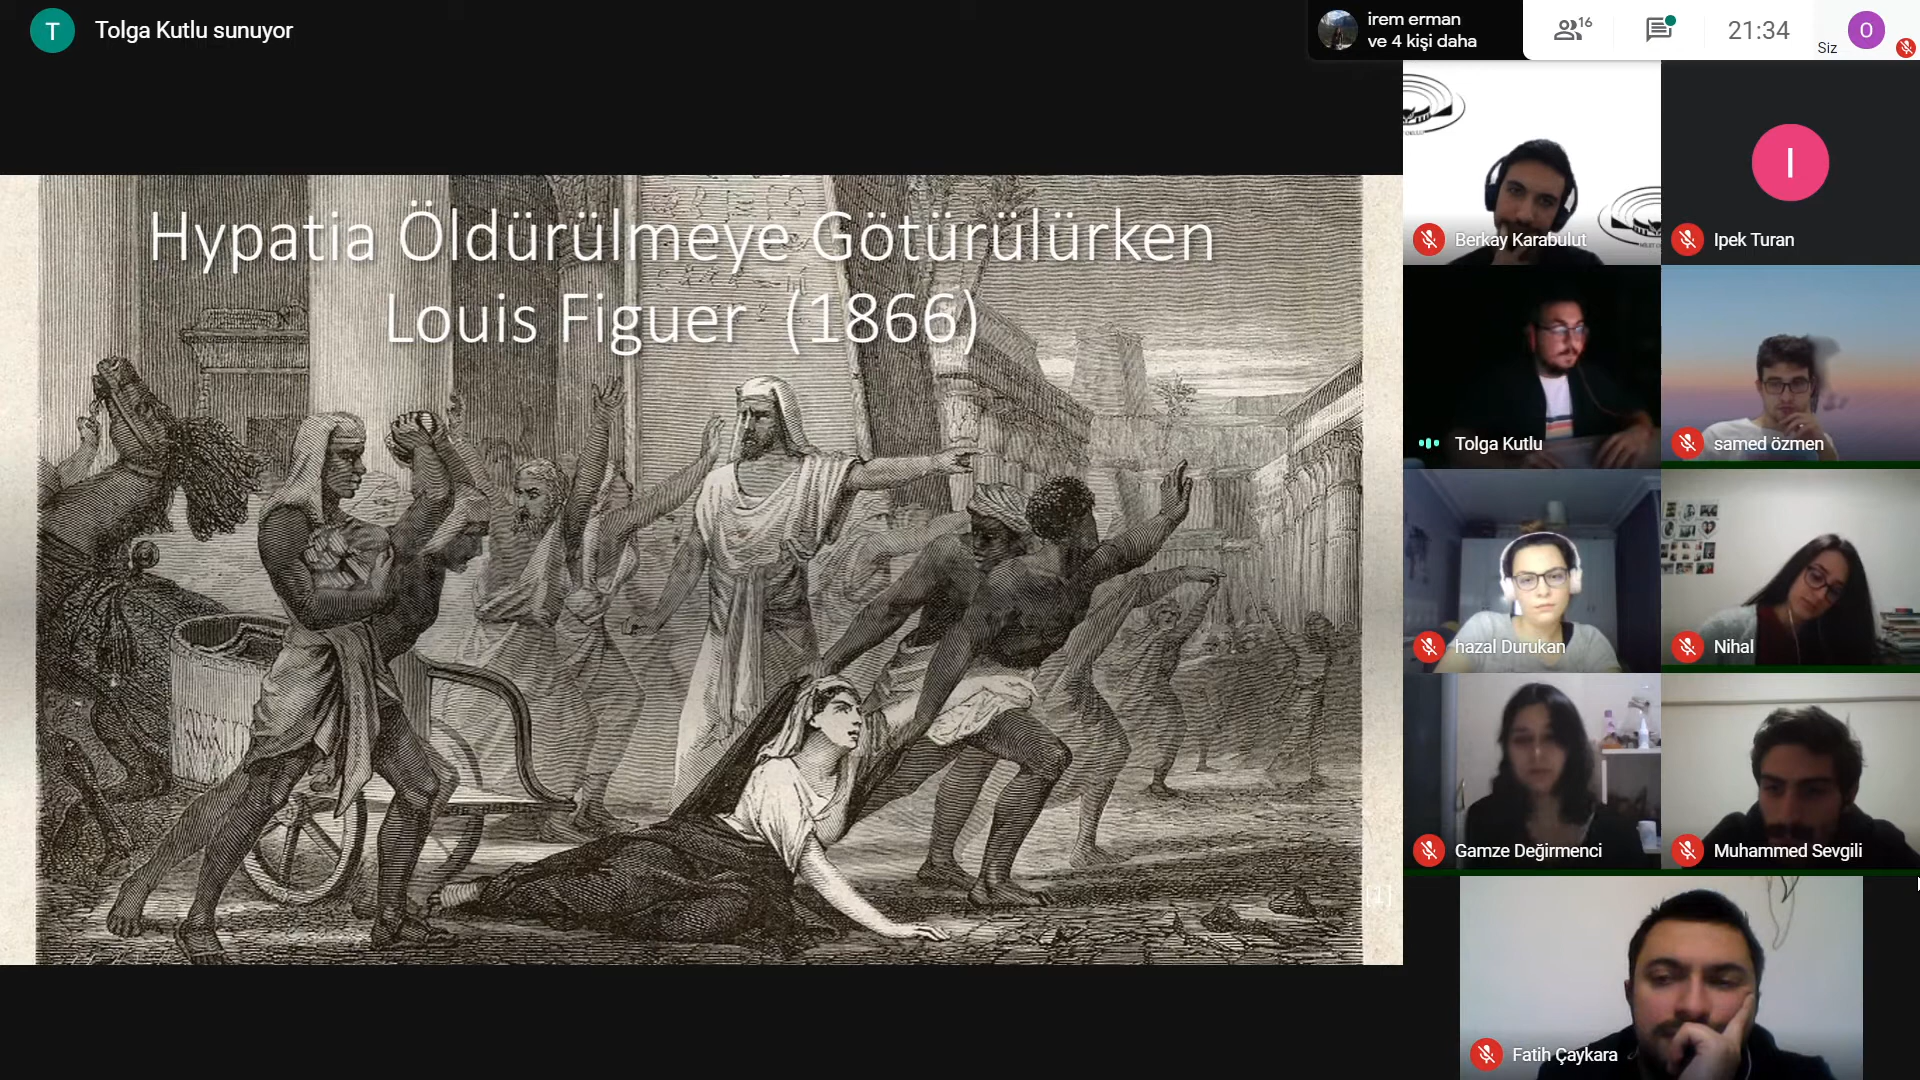 T
Tolga Kutlu sunuyor
irem erman
ve 4 kişi daha
16
21:34
Siz
O
Hypatia Öldürülmeye Götürülürken
Louis Figuer (1866)
[1]
Berkay Karabulut
I
Ipek Turan
Tolga Kutlu
samed özmen
hazal Durukan
Nihal
Gamze Değirmenci
Muhammed Sevgili
Fatih Çaykara